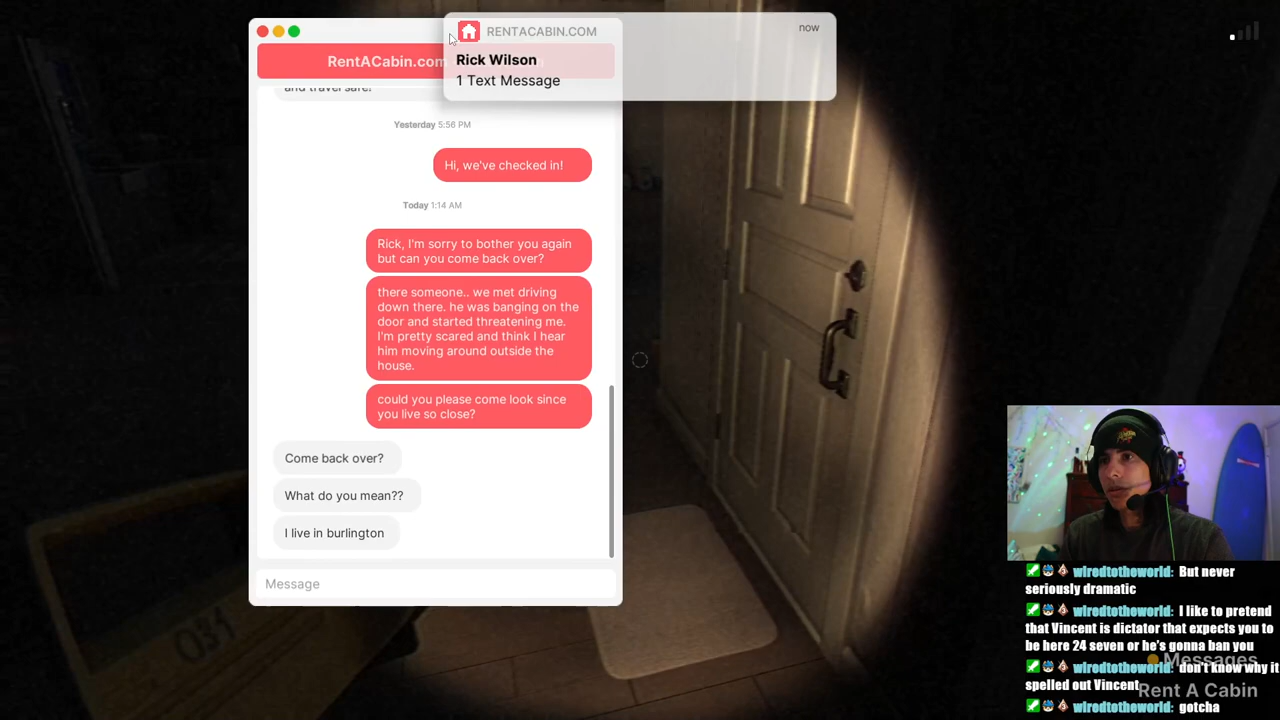 RENTACABIN.COM
now
Rick Wilson
1 Text Message
RentACabin.com
and travel safe!
Yesterday 5:56 PM
Hi, we've checked in!
Today 1:14 AM
Rick, I'm sorry to bother you again
but can you come back over?
there someone.. we met driving
down there. he was banging on the
door and started threatening me.
I'm pretty scared and think I hear
him moving around outside the
house.
could you please come look since
you live so close?
Come back over?
What do you mean??
I live in burlington
Message
031
wiredtotheworld: But never
seriously dramatic
wiredtotheworld: I like to pretend
that Vincent is dictator that expects you to
be here 24 seven or he's gonna ban you
Messages
wiredtotheworld: don't know why it
spelled out Vincent
Rent A Cabin
wiredtotheworld: gotcha